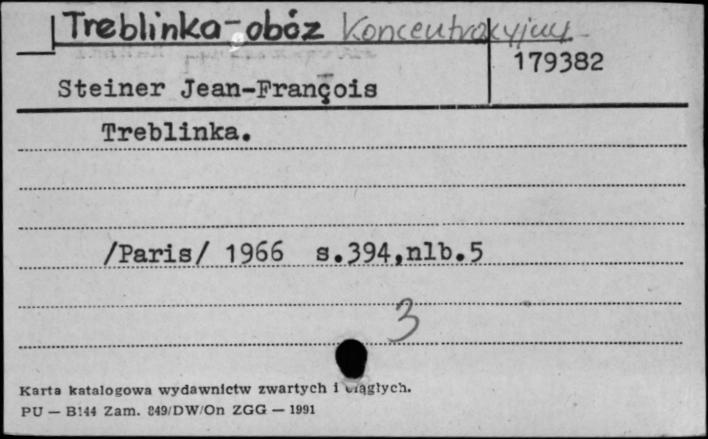 Treblinka-obóz Koncentracyjny
179382
Steiner Jean-François
Treblinka.
/Paris/ 1966 s.394,nlb.5
3
Karta katalogowa wydawnictw zwartych i ciągłych.
PU — B144 Zam. 849/DW/On ZGG — 1991